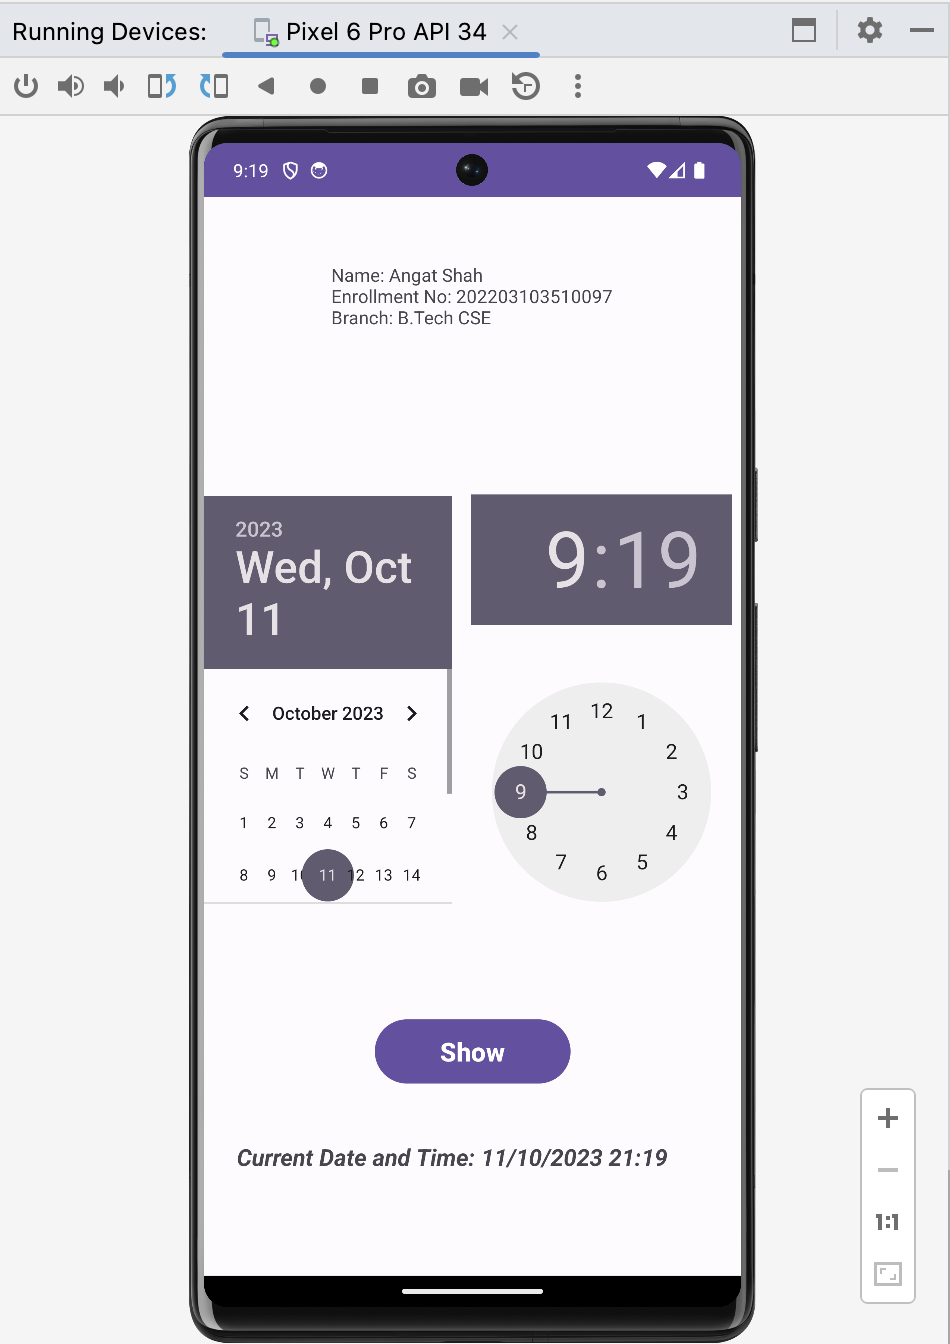 Running Devices: Pixel 6 Pro API 34
9:19
Name: Angat Shah
Enrollment No: 202203103510097
Branch: B.Tech CSE
2023
Wed, Oct
11
9:19
October 2023
S M T W T F S
1 2 3 4 5 6 7
8 9 10 11 12 13 14
12
11 1
10 2
9 3
8 4
7 5
6
Show
Current Date and Time: 11/10/2023 21:19
1:1